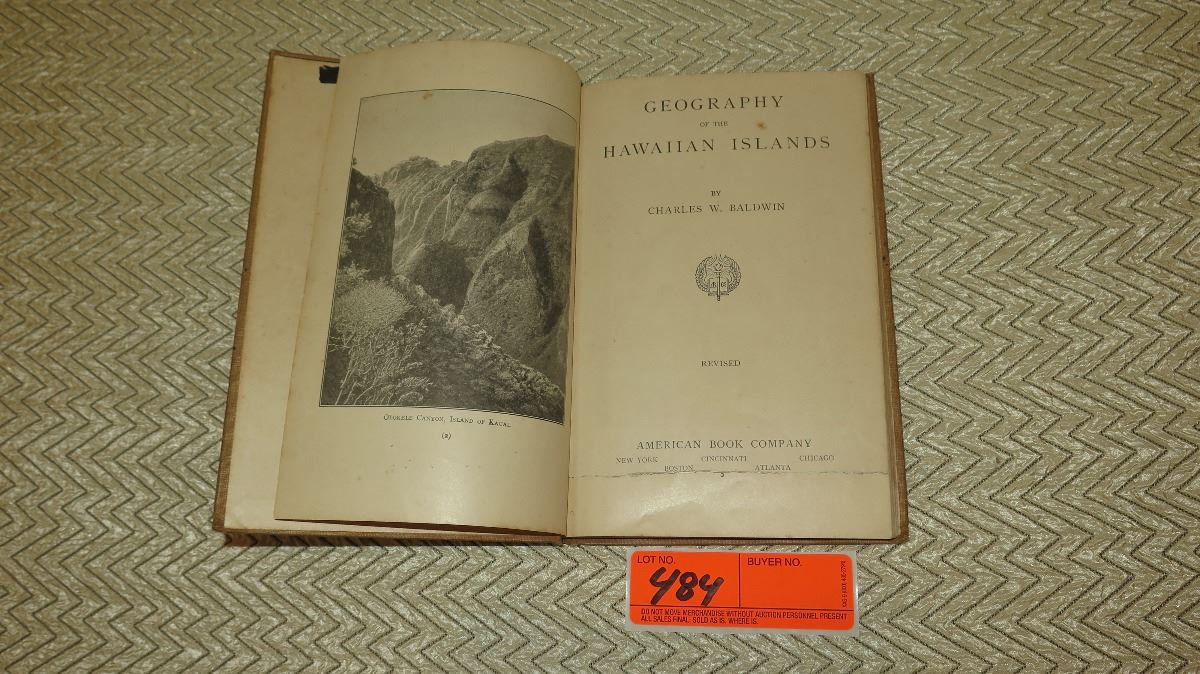 OLOKELE CANYON, ISLAND OF KAUAI.
(2)
GEOGRAPHY
OF THE
HAWAIIAN ISLANDS
BY
CHARLES W. BALDWIN
REVISED
AMERICAN BOOK COMPANY
NEW YORK CINCINNATI CHICAGO
BOSTON ATLANTA
LOT NO.
484
BUYER NO.
DO NOT MOVE MERCHANDISE WITHOUT AUCTION PERSONNEL PRESENT
ALL SALES FINAL. SOLD AS IS. WHERE IS.